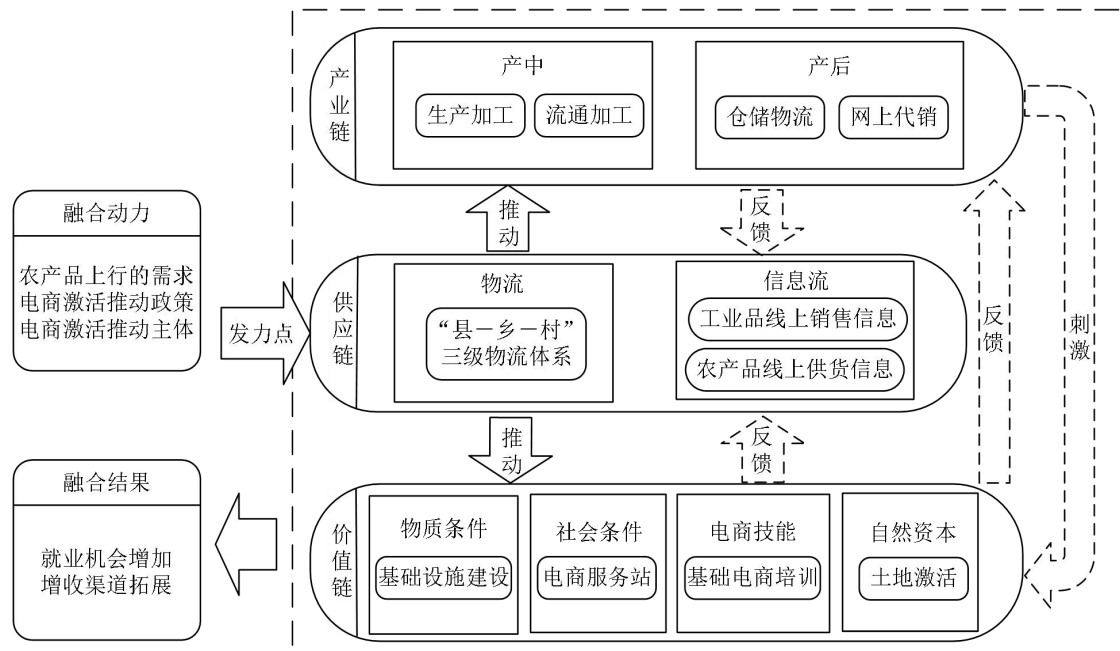 融合动力
农产品上行的需求
电商激活推动政策
电商激活推动主体
发力点
融合结果
就业机会增加
增收渠道拓展
产业链
产中
生产加工
流通加工
产后
仓储物流
网上代销
推动
反馈
供应链
物流
“县－乡－村”
三级物流体系
信息流
工业品线上销售信息
农产品线上供货信息
推动
反馈
价值链
物质条件
基础设施建设
社会条件
电商服务站
电商技能
基础电商培训
自然资本
土地激活
反馈
刺激